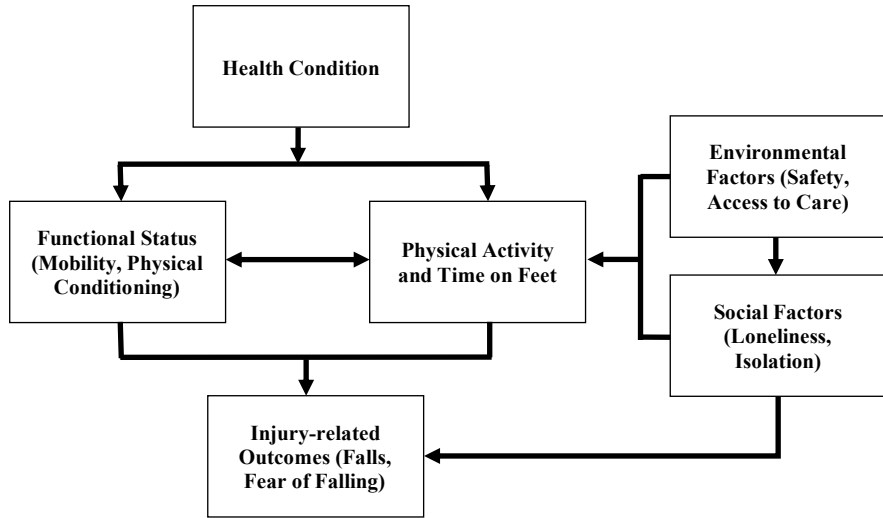 Health Condition
Environmental
Factors (Safety,
Access to Care)
Functional Status
(Mobility, Physical
Conditioning)
Physical Activity
and Time on Feet
Social Factors
(Loneliness,
Isolation)
Injury-related
Outcomes (Falls,
Fear of Falling)